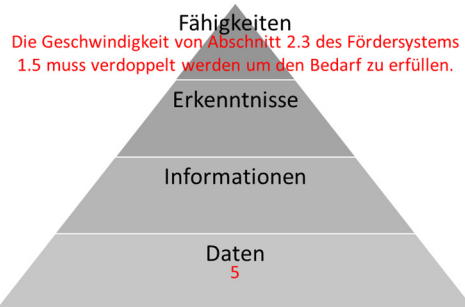 Fähigkeiten
Die Geschwindigkeit von Abschnitt 2.3 des Fördersystems
1.5 muss verdoppelt werden um den Bedarf zu erfüllen.
Erkenntnisse
Informationen
Daten
5